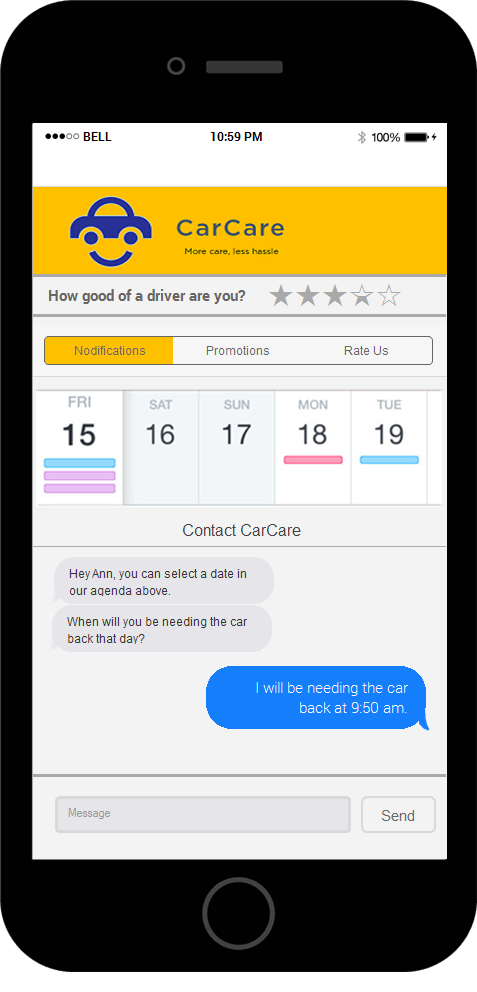 BELL 10:59 PM 100%
CarCare
More care, less hassle
How good of a driver are you?
Nodifications Promotions Rate Us
FRI SAT SUN MON TUE
15 16 17 18 19
Contact CarCare
Hey Ann, you can select a date in
our agenda above.
When will you be needing the car
back that day?
I will be needing the car
back at 9:50 am.
Message Send